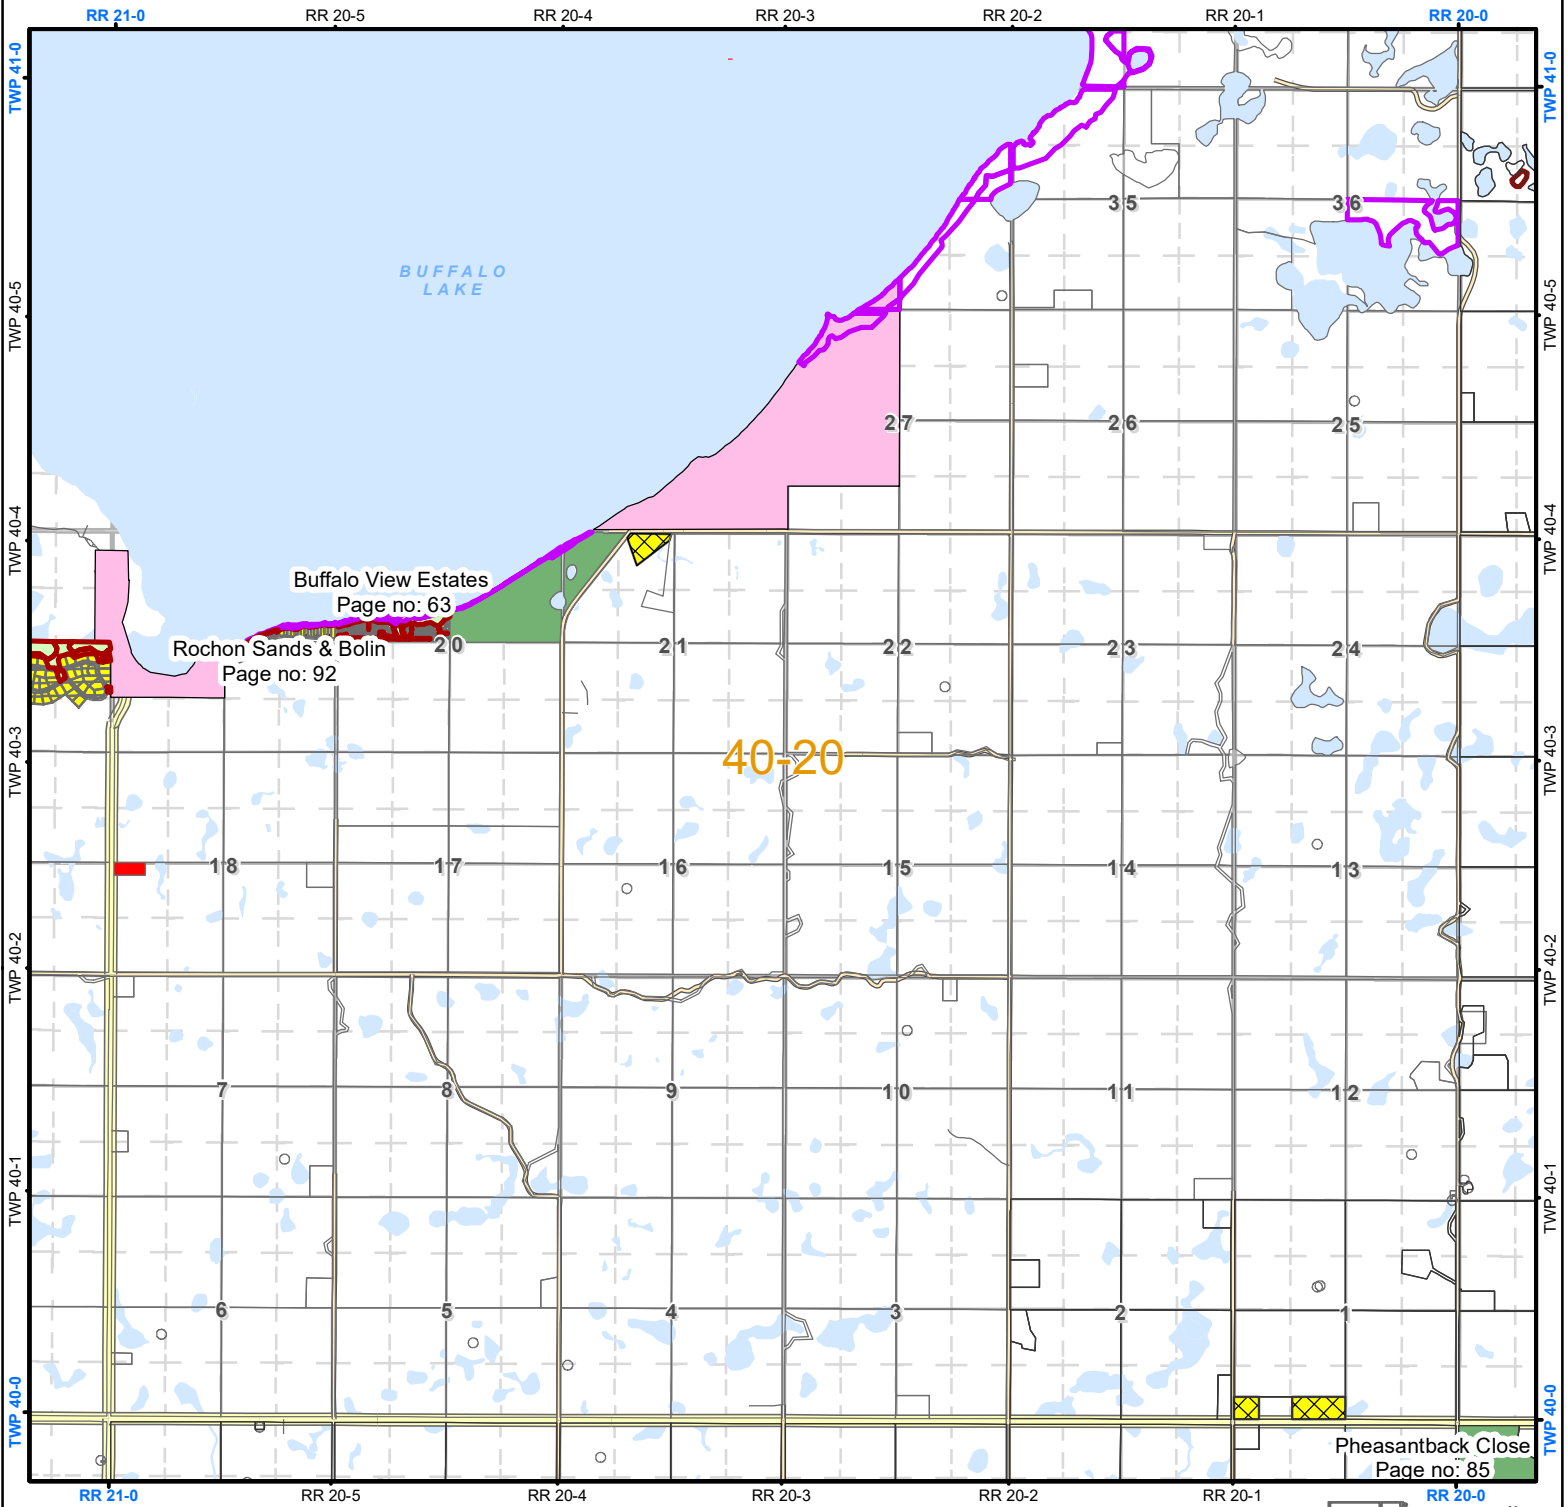 RR 21-0 RR 20-5 RR 20-4 RR 20-3 RR 20-2 RR 20-1 RR 20-0
TWP 41-0 TWP 41-0
35 36
BUFFALO
LAKE
TWP 40-5 TWP 40-5
27 26 25
TWP 40-4 TWP 40-4
Buffalo View Estates
Page no: 63
Rochon Sands & Bolin
Page no: 92
20 21 22 23 24
TWP 40-3 TWP 40-3
40-20
18 17 16 15 14 13
TWP 40-2 TWP 40-2
7 8 9 10 11 12
TWP 40-1 TWP 40-1
6 5 4 3 2 1
TWP 40-0 TWP 40-0
Pheasantback Close
Page no: 85
RR 21-0 RR 20-5 RR 20-4 RR 20-3 RR 20-2 RR 20-1 RR 20-0